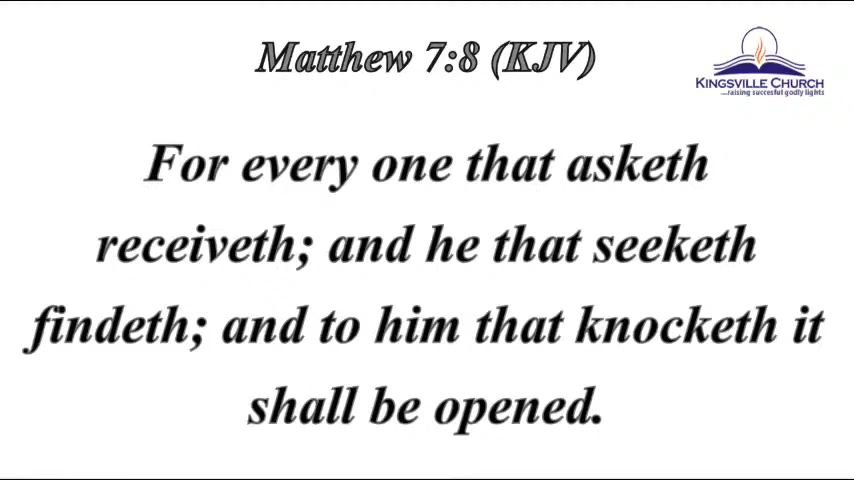 Matthew 7:8 (KJV)
KINGSVILLE CHURCH
....raising succesful godly lights
For every one that asketh
receiveth; and he that seeketh
findeth; and to him that knocketh it
shall be opened.